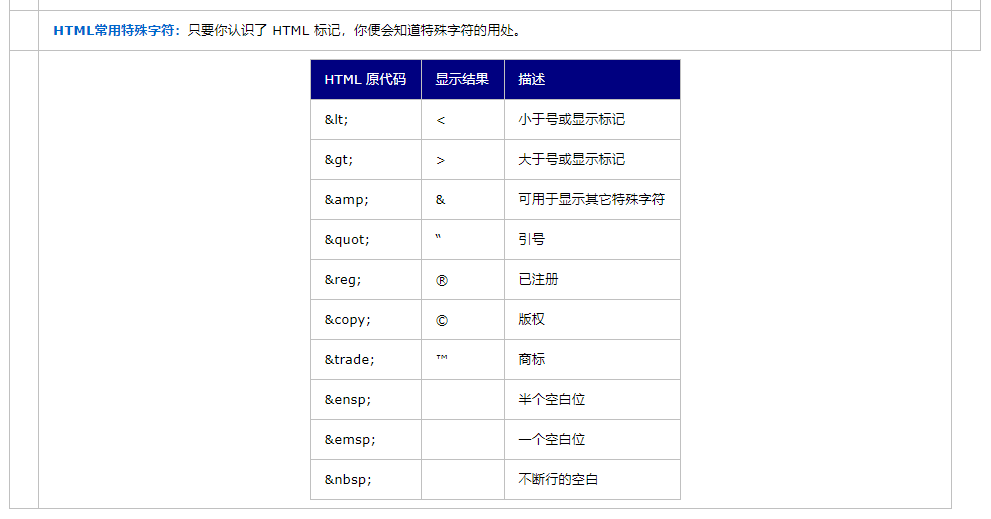 HTML常用特殊字符：只要你认识了 HTML 标记，你便会知道特殊字符的用处。
HTML 原代码 显示结果 描述
&lt; < 小于号或显示标记
&gt; > 大于号或显示标记
&amp; & 可用于显示其它特殊字符
&quot; “ 引号
&reg; ® 已注册
&copy; © 版权
&trade; ™ 商标
&ensp; 半个空白位
&emsp; 一个空白位
&nbsp; 不断行的空白